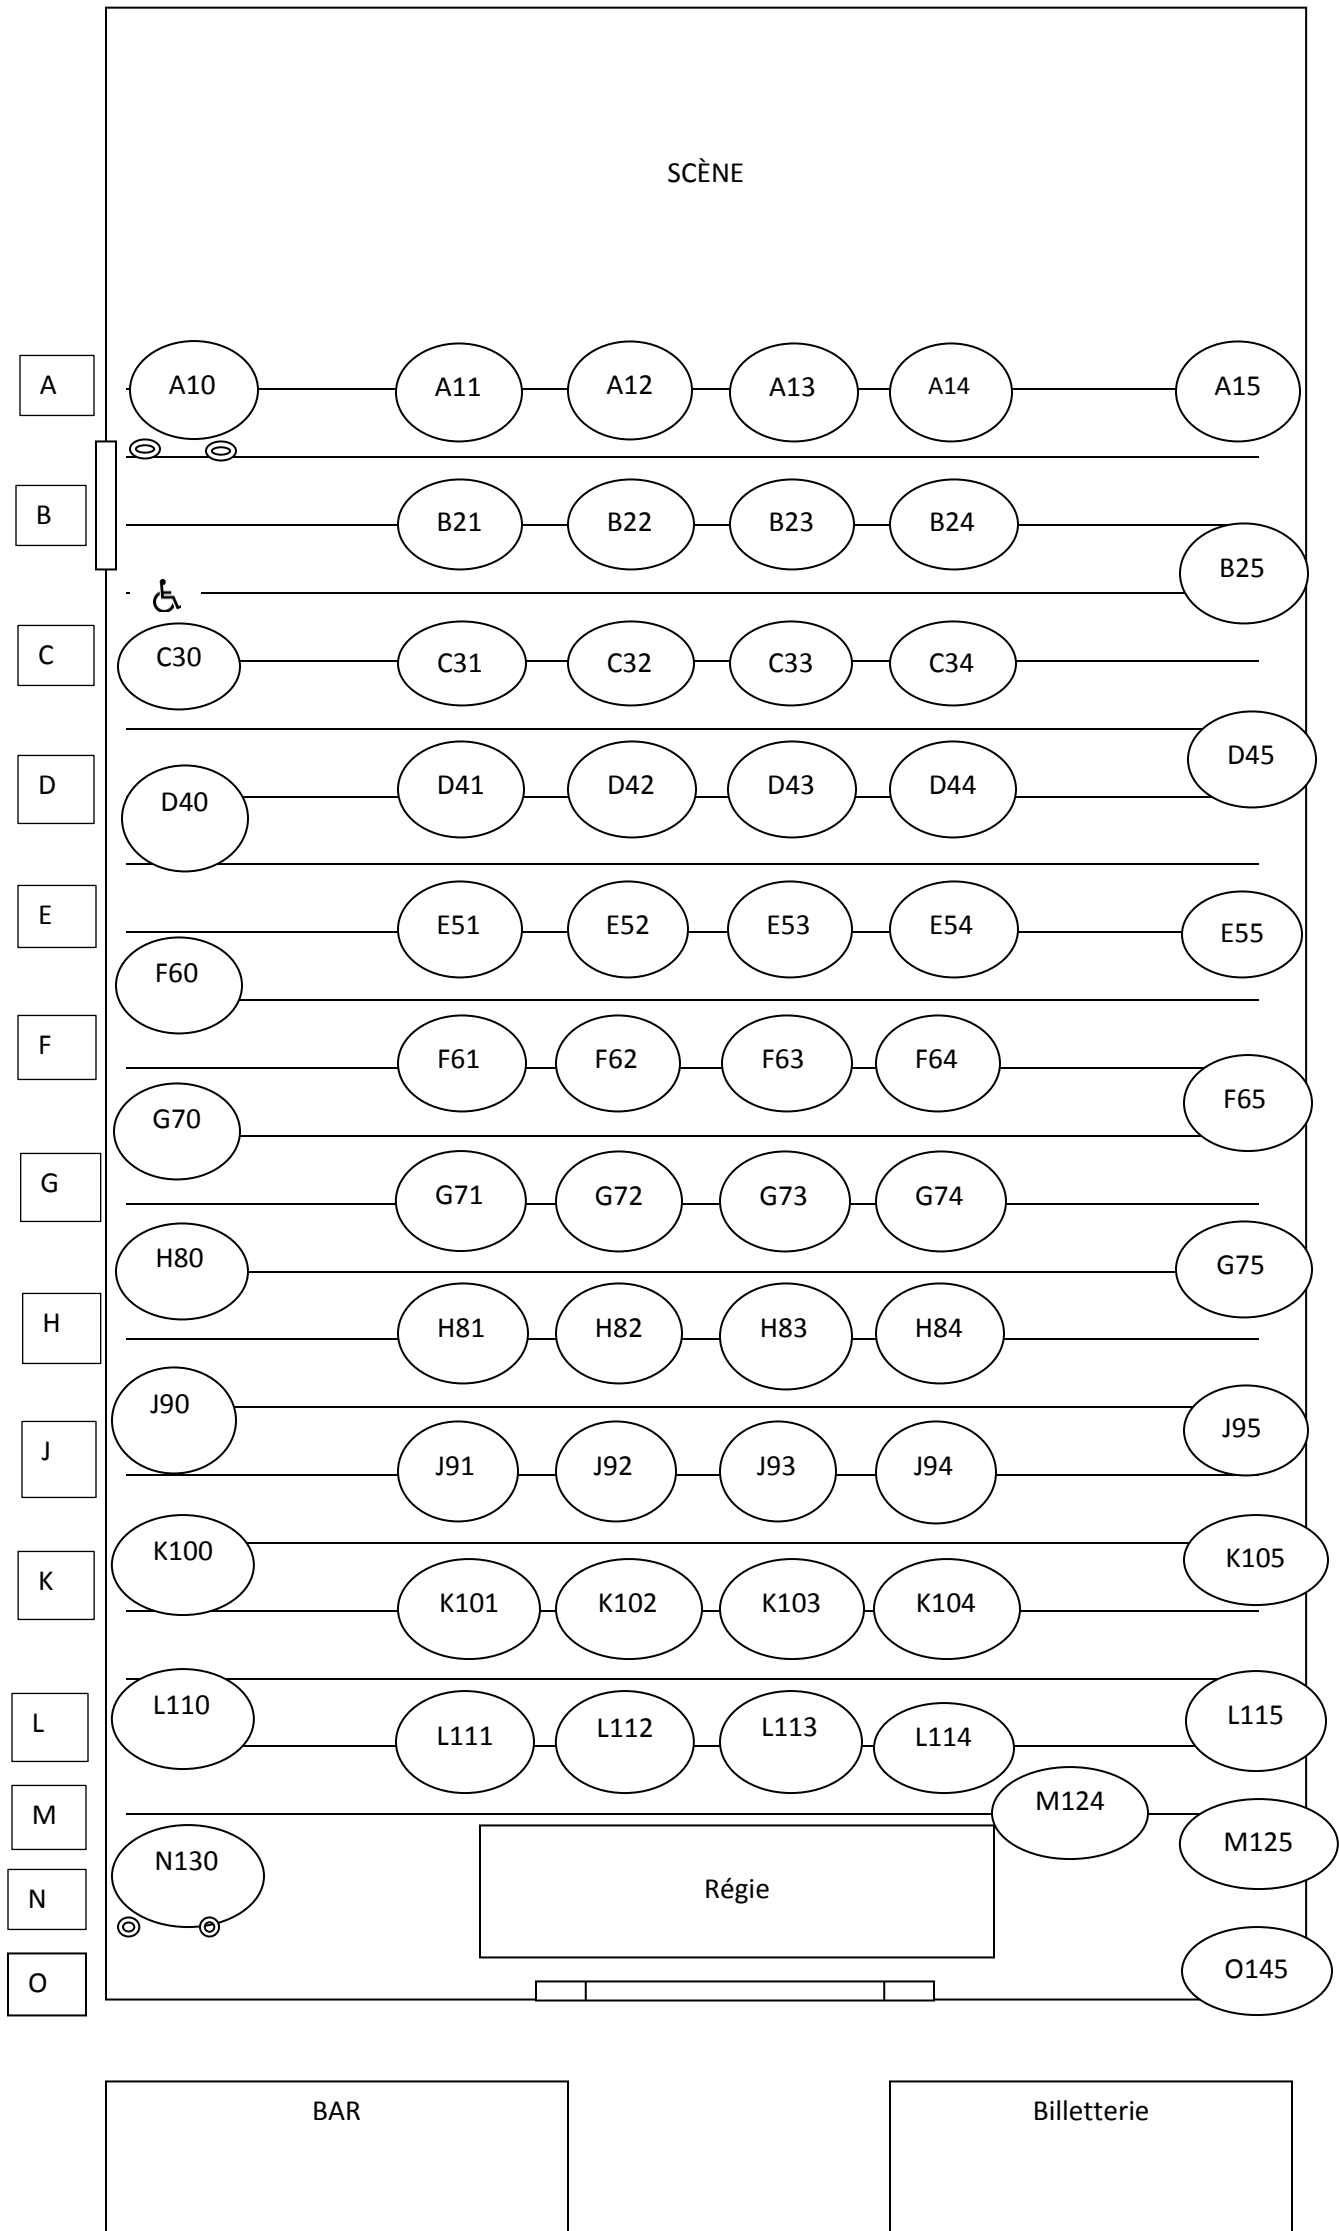 SCÈNE
A A10 A11 A12 A13 A14 A15
B B21 B22 B23 B24
B25
C C30 C31 C32 C33 C34
D45
D D40 D41 D42 D43 D44
E E51 E52 E53 E54 E55
F60
F F61 F62 F63 F64
F65
G70
G G71 G72 G73 G74
H80 G75
H H81 H82 H83 H84
J90 J95
J J91 J92 J93 J94
K100 K105
K K101 K102 K103 K104
L110 L115
L L111 L112 L113 L114
M M124
M125
N130
N Régie
O O145
BAR Billetterie